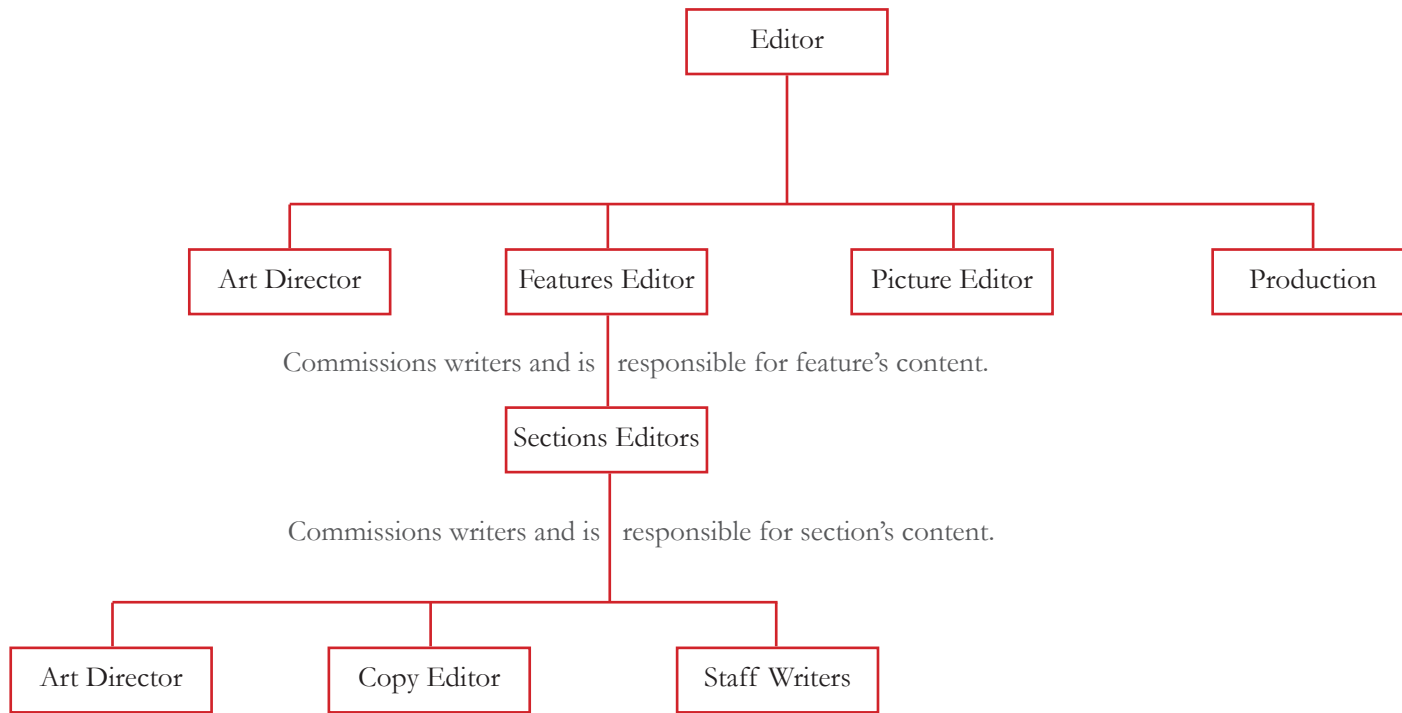 Editor
Art Director
Features Editor
Picture Editor
Production
Commissions writers and is responsible for feature’s content.
Sections Editors
Commissions writers and is responsible for section’s content.
Art Director
Copy Editor
Staff Writers